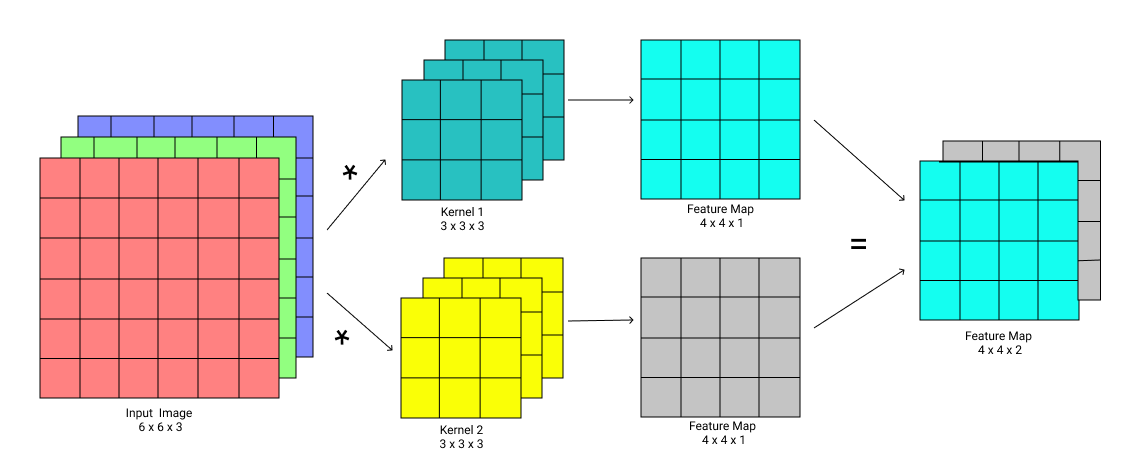 *
Kernel 1
3 x 3 x 3
Feature Map
4 x 4 x 1
=
*
Input Image
6 x 6 x 3
Kernel 2
3 x 3 x 3
Feature Map
4 x 4 x 1
Feature Map
4 x 4 x 2